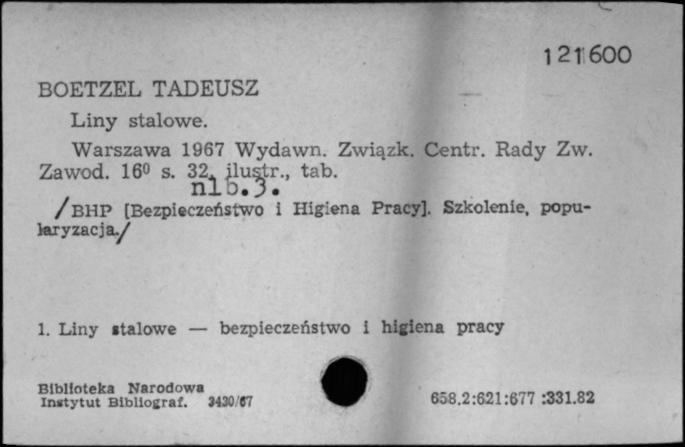 121600
BOETZEL TADEUSZ
Liny stalowe.
Warszawa 1967 Wydawn. Związk. Centr. Rady Zw.
Zawod. 16⁰ s. 32, ilustr., tab.
nlb.3.
/BHP [Bezpieczeństwo i Higiena Pracy]. Szkolenie, popu-
laryzacja./
1. Liny stalowe — bezpieczeństwo i higiena pracy
Biblioteka Narodowa
Instytut Bibliograf. 3430/67
658.2:621:677 :331.82